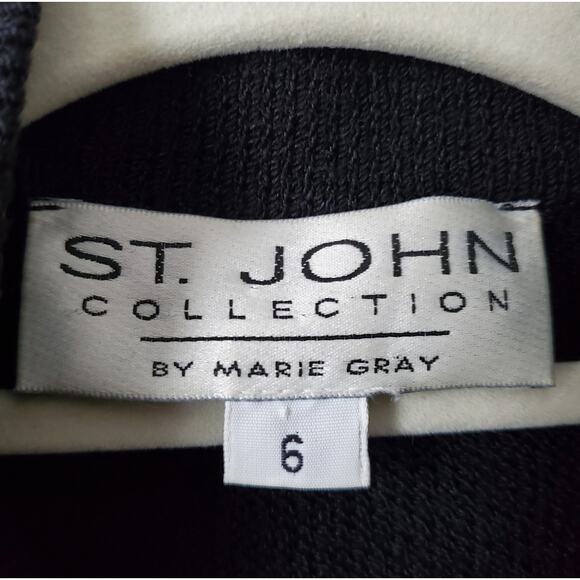 ST. JOHN
COLLECTION
BY MARIE GRAY
6